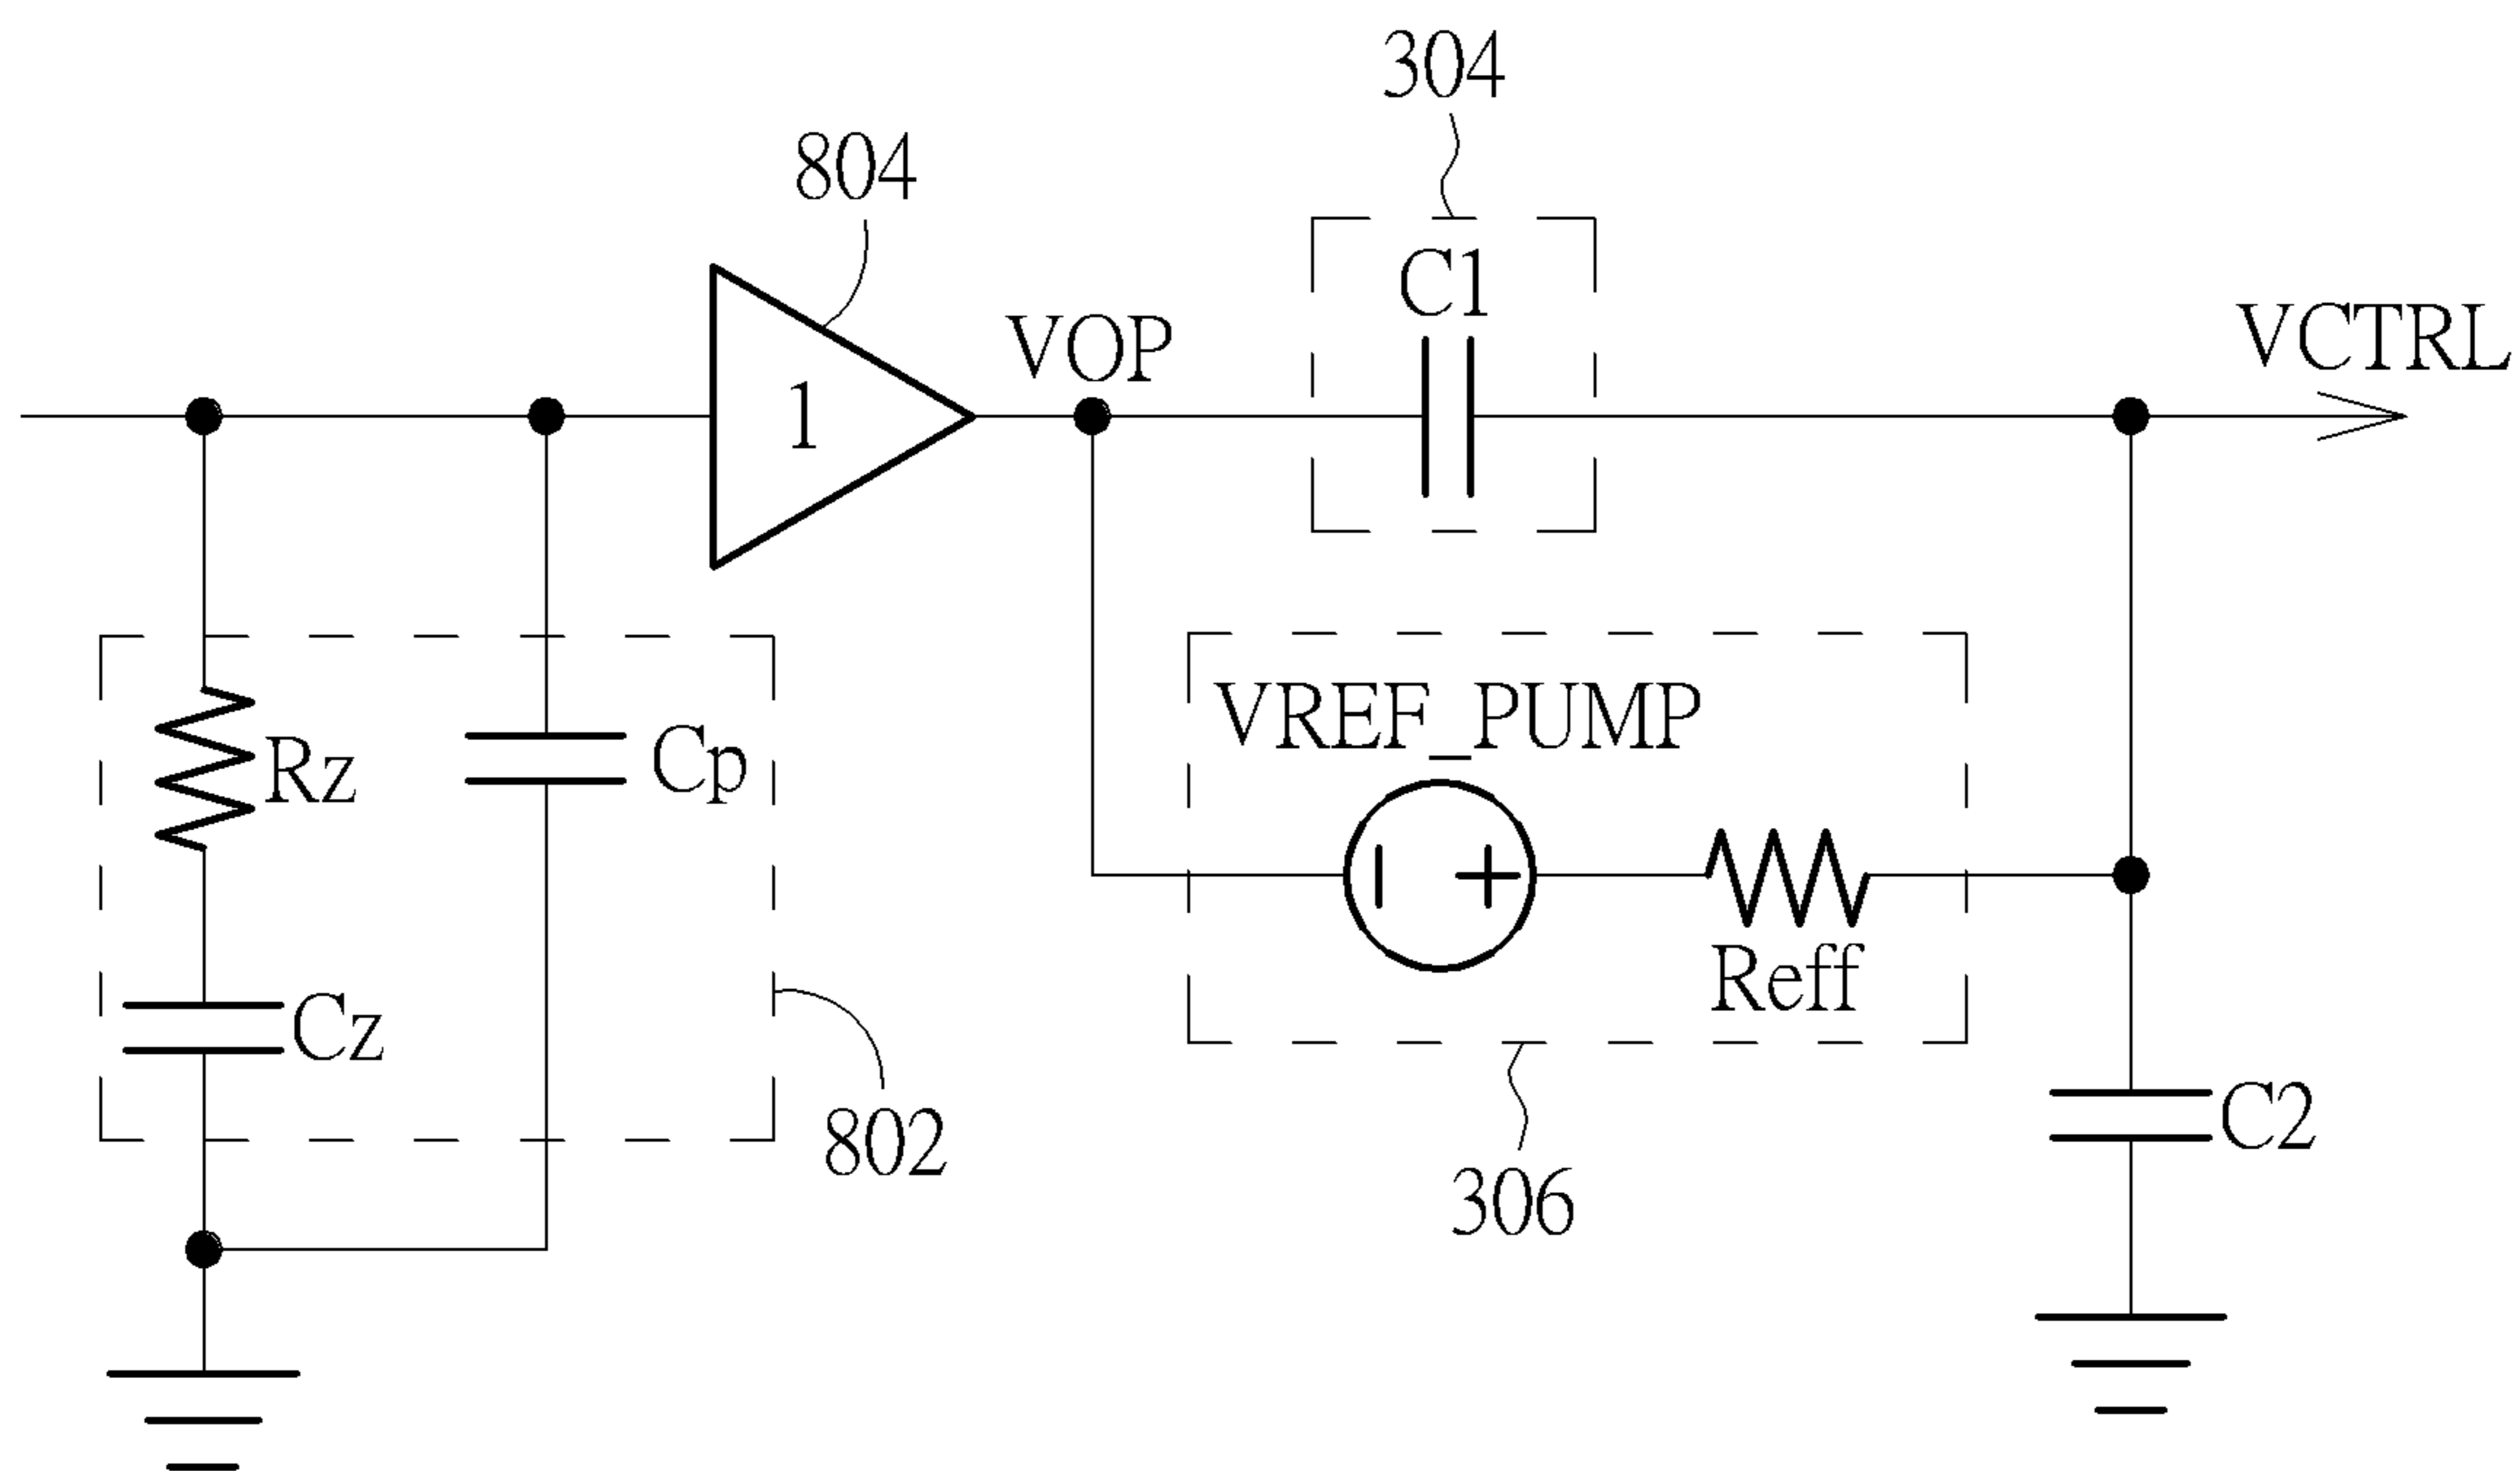 304
804
C1
VOP
VCTRL
1
VREF_PUMP
Rz
Cp
Reff
Cz
C2
802
306